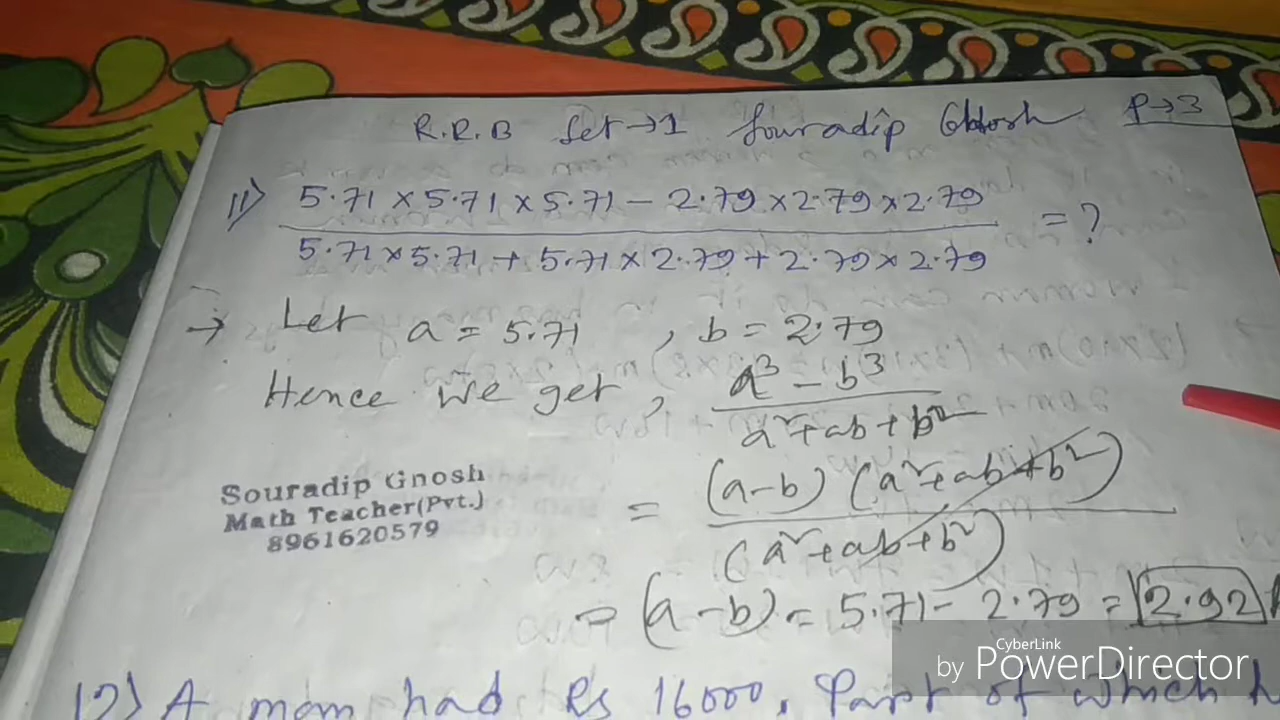 R.R.B Set→1 Souradip Ghosh P→3
11) 5.71×5.71×5.71 − 2.79×2.79×2.79
= ?
5.71×5.71 + 5.71×2.79 + 2.79×2.79
→ Let a = 5.71 , b = 2.79
Hence we get, a³ − b³
a² + ab + b²
= (a−b) (a² + ab + b²)
(a² + ab + b²)
Souradip Gnosh
Math Teacher(Pvt.)
8961620579
= (a−b) = 5.71 − 2.79 = 2.92
12) A man had Rs 16000, Part of which h
CyberLink
by PowerDirector